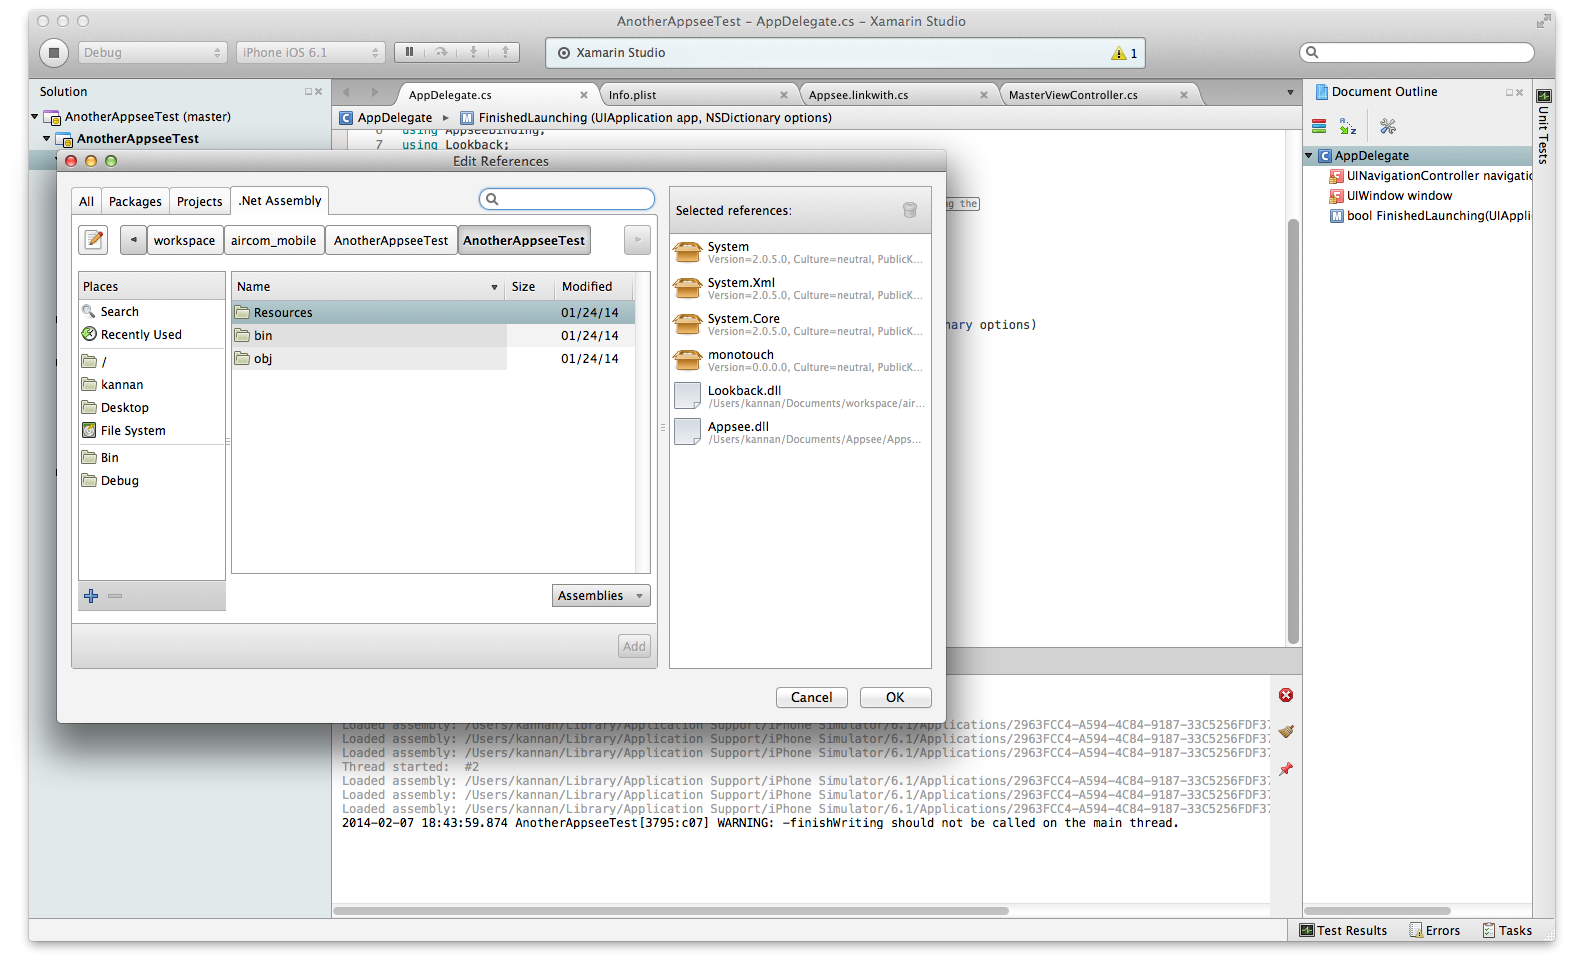 AnotherAppseeTest – AppDelegate.cs – Xamarin Studio
Debug
iPhone iOS 6.1
Xamarin Studio
1
Solution
AnotherAppseeTest (master)
AnotherAppseeTest
AppDelegate.cs
Info.plist
Appsee.linkwith.cs
MasterViewController.cs
AppDelegate ▸ FinishedLaunching (UIApplication app, NSDictionary options)
6 using AppseeBinding;
7 using Lookback;
ng the
nary options)
Edit References
All
Packages
Projects
.Net Assembly
workspace
aircom_mobile
AnotherAppseeTest
AnotherAppseeTest
Places
Search
Recently Used
/
kannan
Desktop
File System
Bin
Debug
Name Size Modified
Resources 01/24/14
bin 01/24/14
obj 01/24/14
Assemblies
Add
Selected references:
System
Version=2.0.5.0, Culture=neutral, PublicK...
System.Xml
Version=2.0.5.0, Culture=neutral, PublicK...
System.Core
Version=2.0.5.0, Culture=neutral, PublicK...
monotouch
Version=0.0.0.0, Culture=neutral, PublicK...
Lookback.dll
/Users/kannan/Documents/workspace/air...
Appsee.dll
/Users/kannan/Documents/Appsee/Apps...
Cancel
OK
Document Outline
AppDelegate
UINavigationController navigatio
UIWindow window
bool FinishedLaunching(UIAppli
Unit Tests
Loaded assembly: /Users/kannan/Library/Application Support/iPhone Simulator/6.1/Applications/2963FCC4-A594-4C84-9187-33C5256FDF37
Loaded assembly: /Users/kannan/Library/Application Support/iPhone Simulator/6.1/Applications/2963FCC4-A594-4C84-9187-33C5256FDF37
Loaded assembly: /Users/kannan/Library/Application Support/iPhone Simulator/6.1/Applications/2963FCC4-A594-4C84-9187-33C5256FDF37
Thread started: #2
Loaded assembly: /Users/kannan/Library/Application Support/iPhone Simulator/6.1/Applications/2963FCC4-A594-4C84-9187-33C5256FDF37
Loaded assembly: /Users/kannan/Library/Application Support/iPhone Simulator/6.1/Applications/2963FCC4-A594-4C84-9187-33C5256FDF37
Loaded assembly: /Users/kannan/Library/Application Support/iPhone Simulator/6.1/Applications/2963FCC4-A594-4C84-9187-33C5256FDF37
2014-02-07 18:43:59.874 AnotherAppseeTest[3795:c07] WARNING: -finishWriting should not be called on the main thread.
Test Results
Errors
Tasks